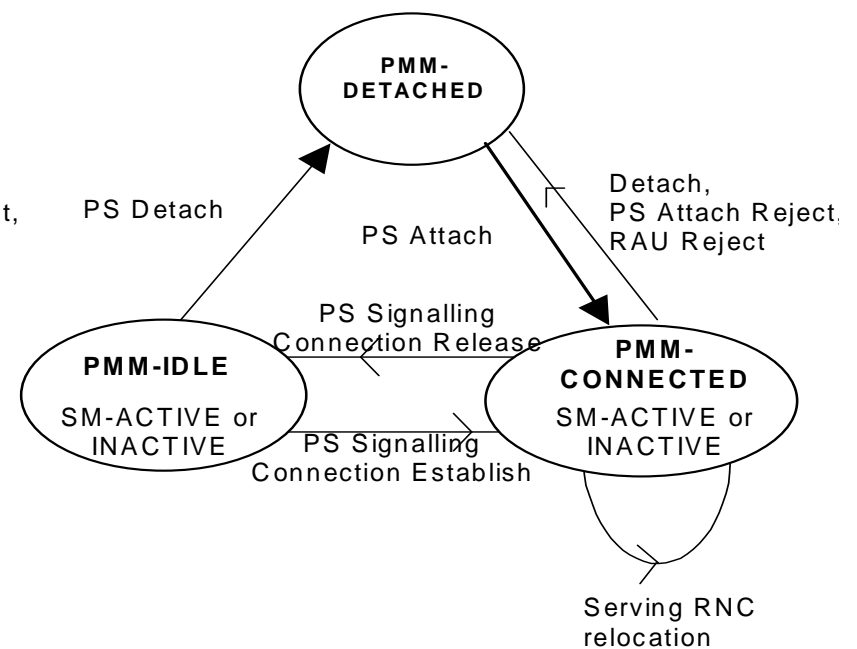 PMM-
DETACHED
t,
PS Detach
Detach,
PS Attach Reject,
RAU Reject
PS Attach
PS Signalling
Connection Release
PMM-IDLE
SM-ACTIVE or
INACTIVE
PMM-
CONNECTED
SM-ACTIVE or
INACTIVE
PS Signalling
Connection Establish
Serving RNC
relocation